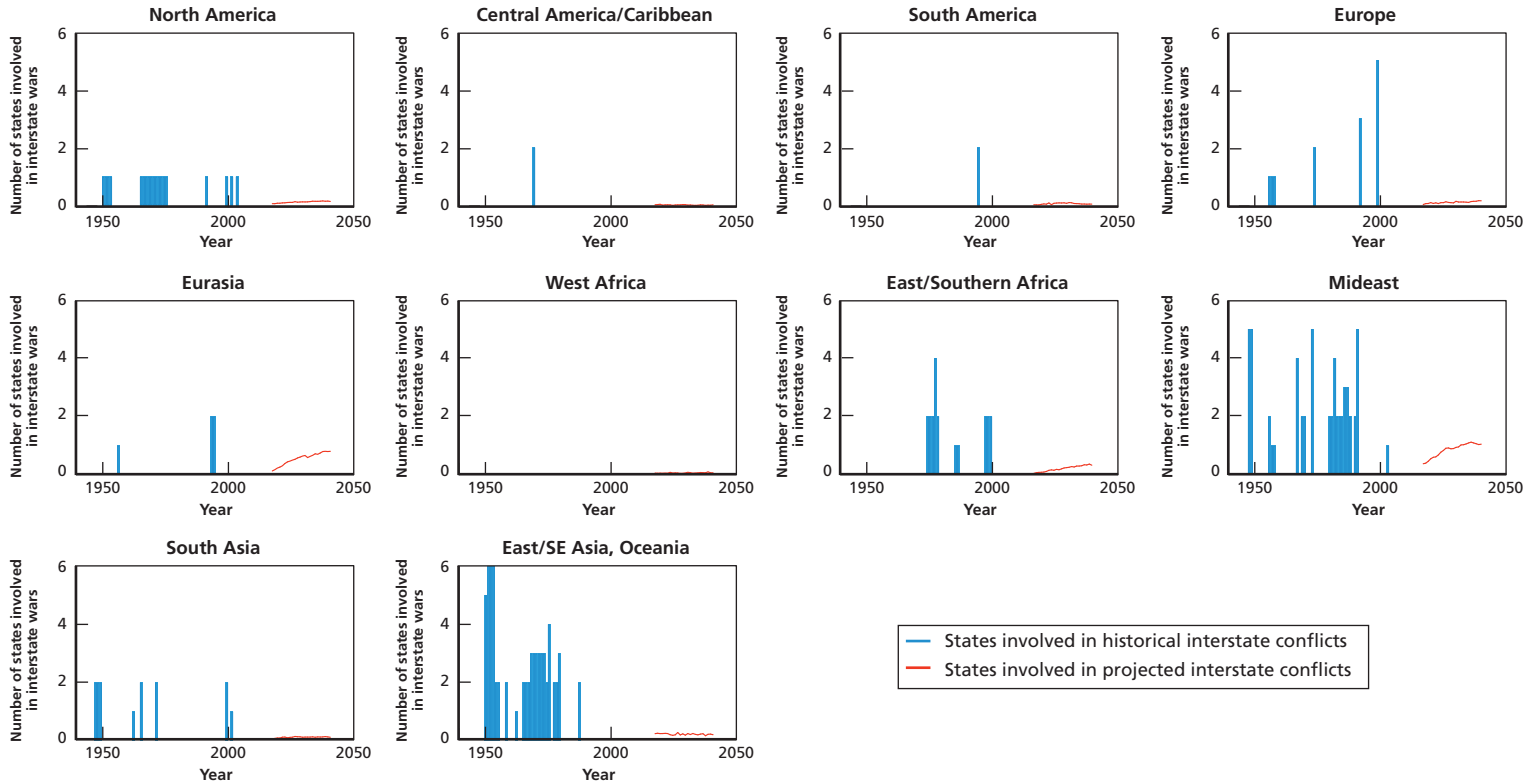 North America
Number of states involved
in interstate wars
6
4
2
0
1950
2000
2050
Year
Central America/Caribbean
Number of states involved
in interstate wars
6
4
2
0
1950
2000
2050
Year
South America
Number of states involved
in interstate wars
6
4
2
0
1950
2000
2050
Year
Europe
Number of states involved
in interstate wars
6
4
2
0
1950
2000
2050
Year
Eurasia
Number of states involved
in interstate wars
6
4
2
0
1950
2000
2050
Year
West Africa
Number of states involved
in interstate wars
6
4
2
0
1950
2000
2050
Year
East/Southern Africa
Number of states involved
in interstate wars
6
4
2
0
1950
2000
2050
Year
Mideast
Number of states involved
in interstate wars
6
4
2
0
1950
2000
2050
Year
South Asia
Number of states involved
in interstate wars
6
4
2
0
1950
2000
2050
Year
East/SE Asia, Oceania
Number of states involved
in interstate wars
6
4
2
0
1950
2000
2050
Year
States involved in historical interstate conflicts
States involved in projected interstate conflicts